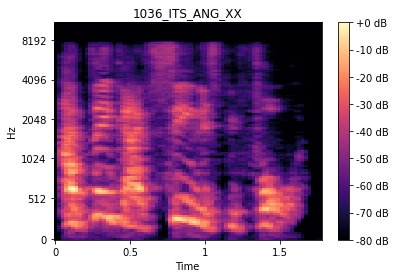 1036_ITS_ANG_XX
8192
4096
2048
1024
512
0
Hz
0
0.5
1
1.5
Time
+0 dB
-10 dB
-20 dB
-30 dB
-40 dB
-50 dB
-60 dB
-70 dB
-80 dB